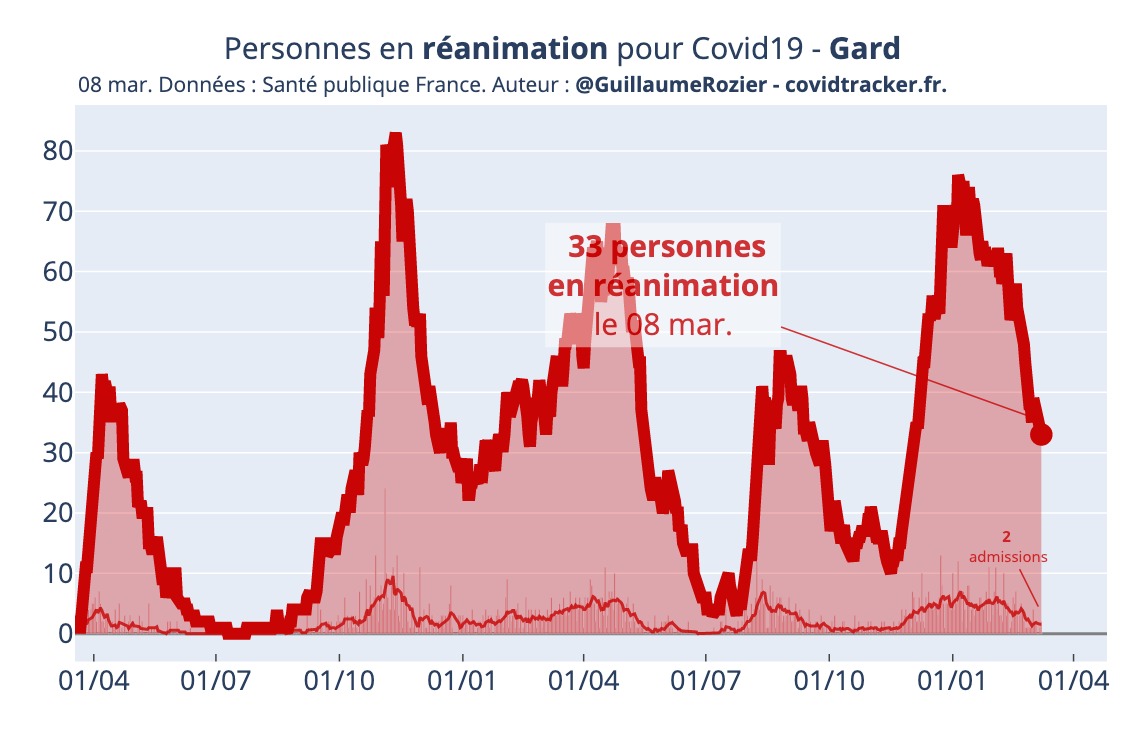 Personnes en réanimation pour Covid19 - Gard
08 mar. Données : Santé publique France. Auteur : @GuillaumeRozier - covidtracker.fr.
80
70
60
50
40
30
20
10
0
33 personnes
en réanimation
le 08 mar.
2
admissions
01/04 01/07 01/10 01/01 01/04 01/07 01/10 01/01 01/04